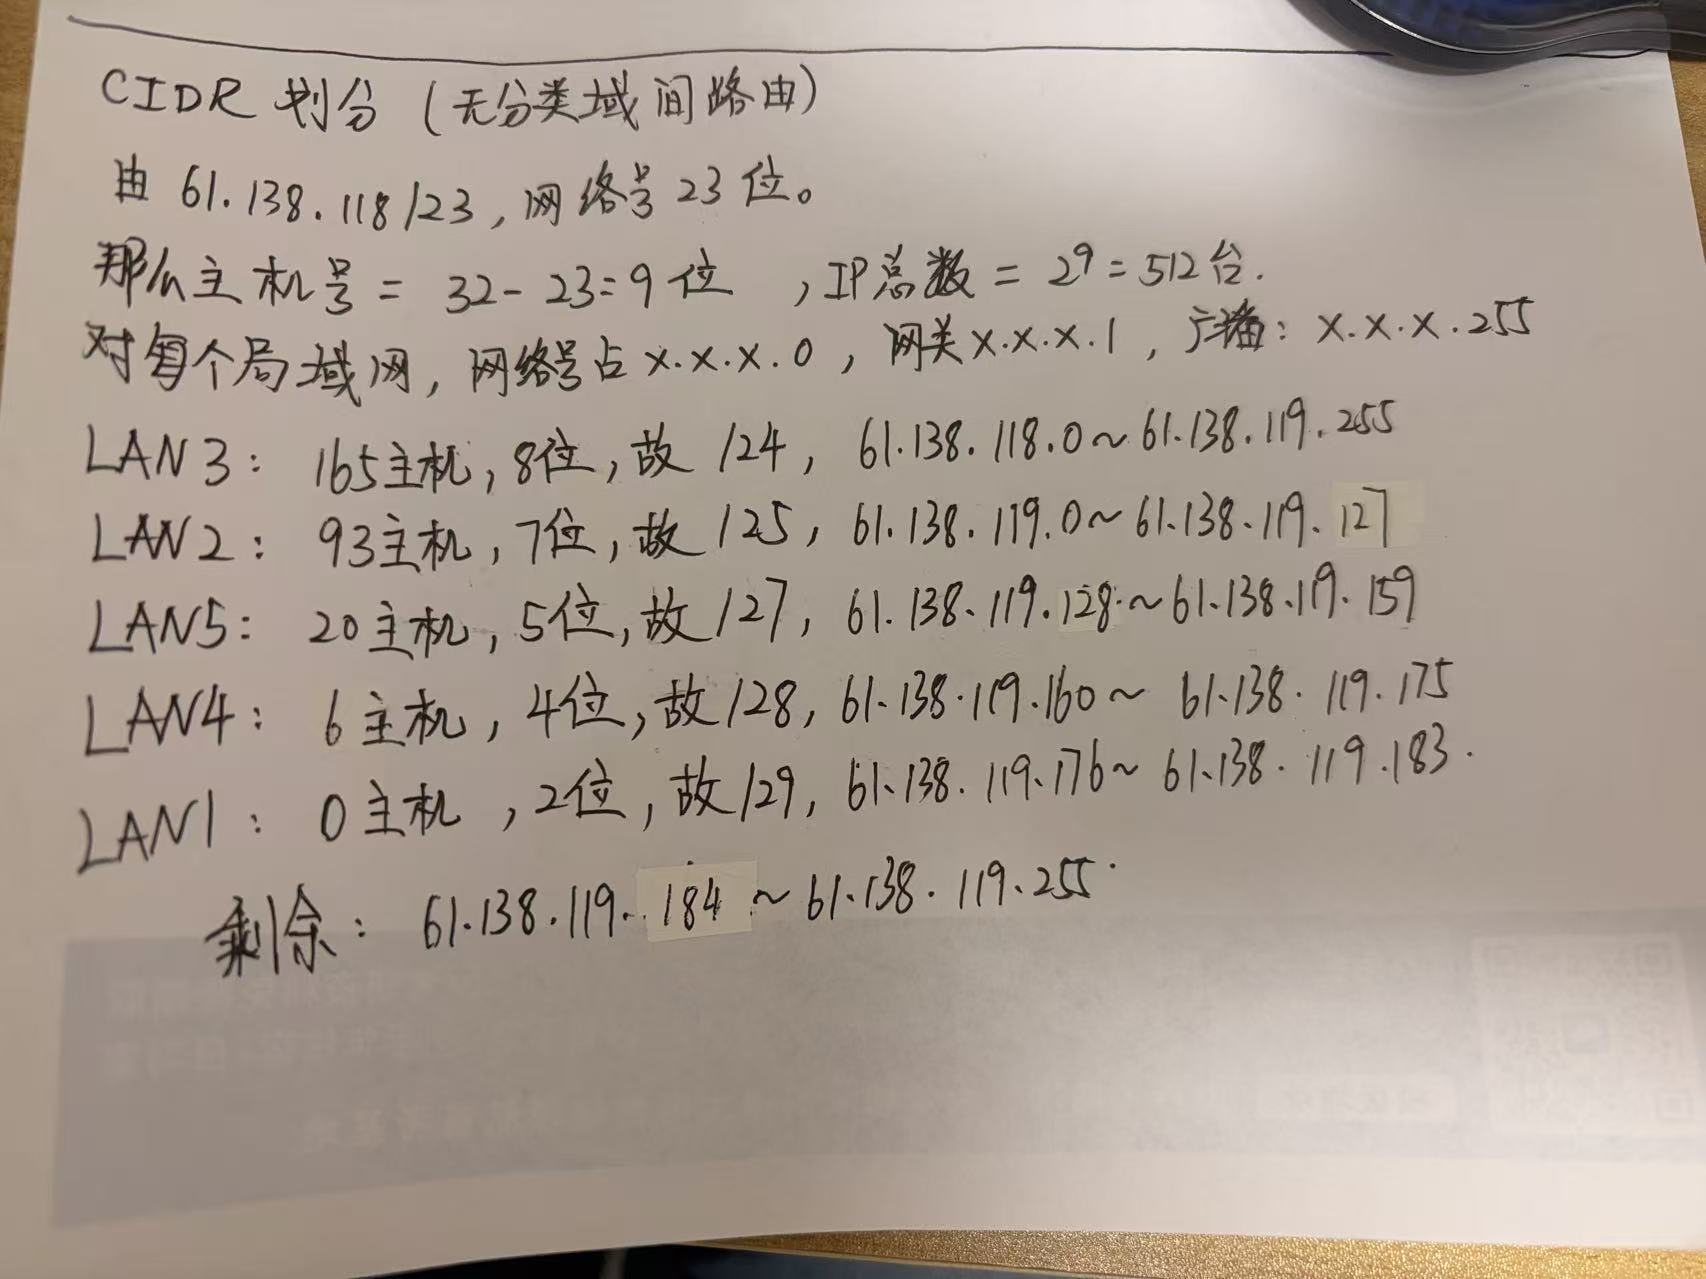 CIDR 划分 (无分类域间路由)
由 61.138.118/23, 网络号 23 位。
那么主机号 = 32-23=9 位 , IP总数 = 2⁹ = 512台.
对每个局域网, 网络号占 x.x.x.0, 网关 x.x.x.1, 广播: x.x.x.255
LAN3: 165主机, 8位, 故 /24, 61.138.118.0~61.138.119.255
LAN2: 93主机, 7位, 故 /25, 61.138.119.0~61.138.119.127
LAN5: 20主机, 5位, 故 /27, 61.138.119.128~61.138.119.159
LAN4: 6主机, 4位, 故 /28, 61.138.119.160~61.138.119.175
LAN1: 0主机, 2位, 故 /29, 61.138.119.176~61.138.119.183.
剩余: 61.138.119.184~61.138.119.255.